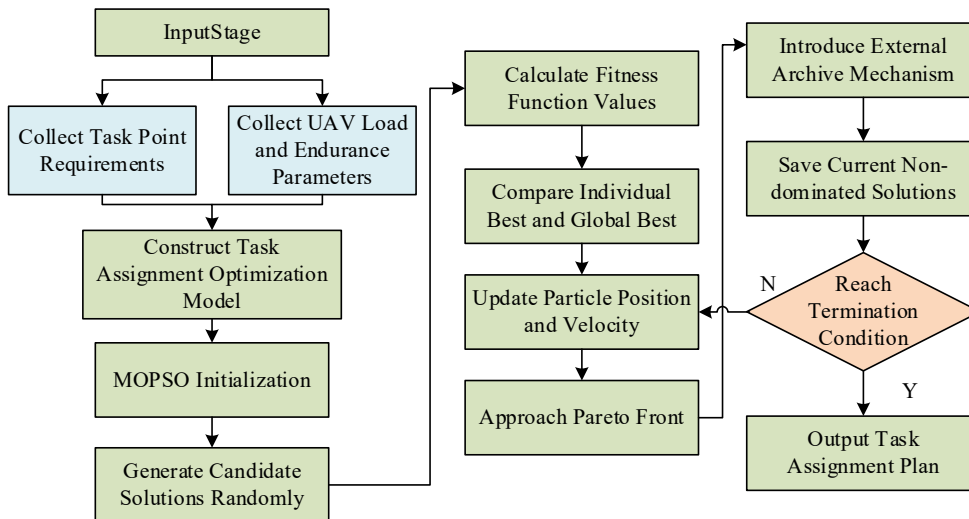 InputStage
Collect Task Point
Requirements
Collect UAV Load
and Endurance
Parameters
Construct Task
Assignment Optimization
Model
MOPSO Initialization
Generate Candidate
Solutions Randomly
Calculate Fitness
Function Values
Compare Individual
Best and Global Best
Update Particle Position
and Velocity
Approach Pareto Front
Introduce External
Archive Mechanism
Save Current Non-
dominated Solutions
N
Reach
Termination
Condition
Y
Output Task
Assignment Plan